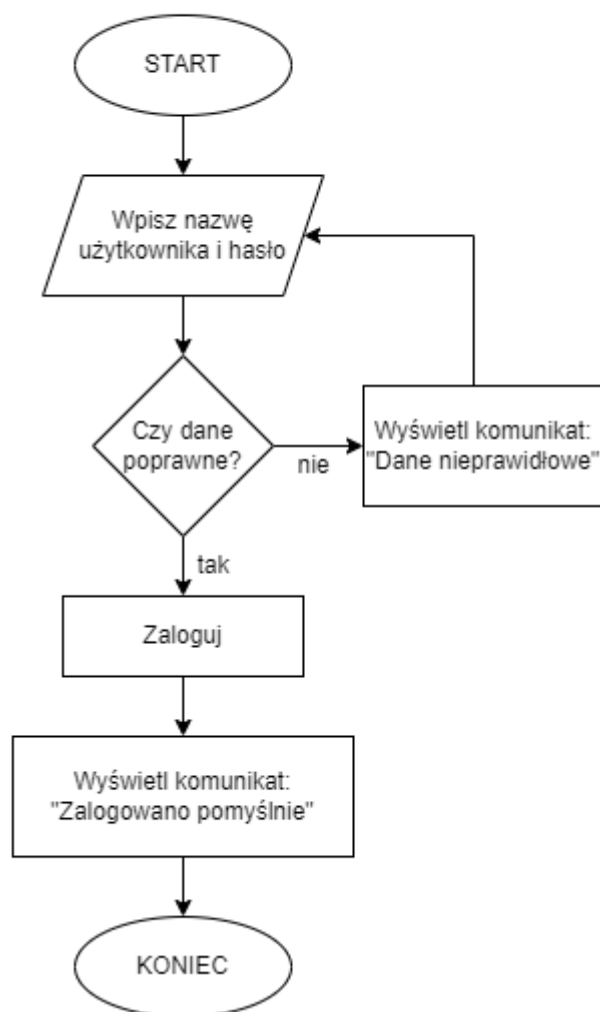 START
Wpisz nazwę
użytkownika i hasło
Czy dane
poprawne?
nie
Wyświetl komunikat:
"Dane nieprawidłowe"
tak
Zaloguj
Wyświetl komunikat:
"Zalogowano pomyślnie"
KONIEC